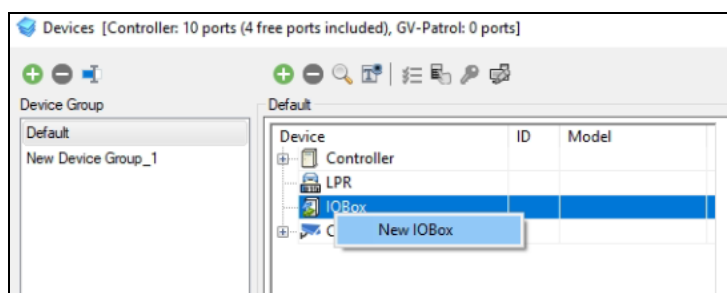 Devices [Controller: 10 ports (4 free ports included), GV-Patrol: 0 ports]
Device Group
Default
Default
New Device Group_1
Device ID Model
Controller
LPR
IOBox
C
New IOBox